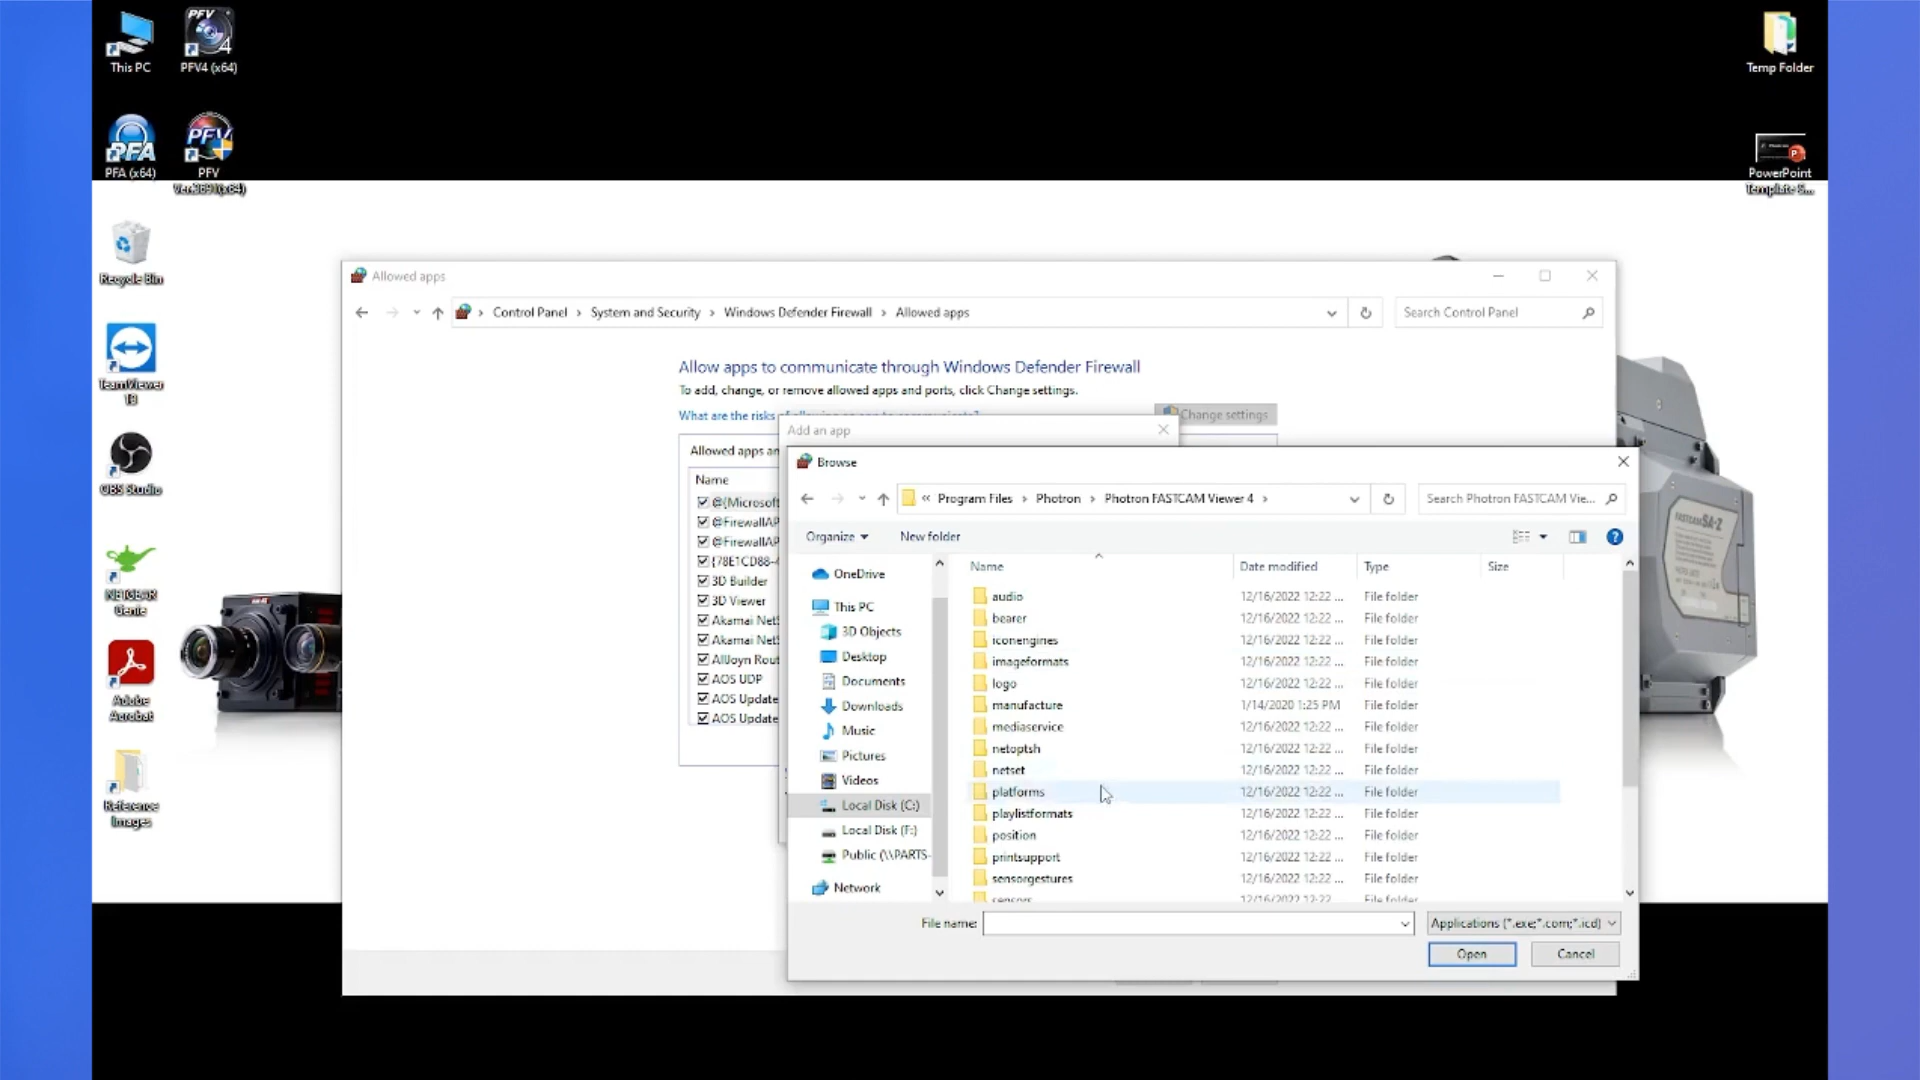 This PC
PFV4 (x64)
Temp Folder
PFA (x64)
PFV
PowerPoint
Template S...
Recycle Bin
TeamViewer
OBS Studio
NETGEAR
Genie
Adobe
Acrobat
Reference
Images
Allowed apps
Control Panel › System and Security › Windows Defender Firewall › Allowed apps
Search Control Panel
Allow apps to communicate through Windows Defender Firewall
To add, change, or remove allowed apps and ports, click Change settings.
What are the risks of allowing an app to communicate?
Change settings
Allowed apps an
Name
@{Microsoft
@FirewallAP
@FirewallAP
{78E1CD88-4
3D Builder
3D Viewer
Akamai NetS
Akamai NetS
AllJoyn Rout
AOS UDP
AOS Update
AOS Update
Add an app
Browse
« Program Files › Photron › Photron FASTCAM Viewer 4 ›
Search Photron FASTCAM Vie...
Organize
New folder
OneDrive
This PC
3D Objects
Desktop
Documents
Downloads
Music
Pictures
Videos
Local Disk (C:)
Local Disk (F:)
Public (\\PARTS-
Network
Name Date modified Type Size
audio 12/16/2022 12:22 ... File folder
bearer 12/16/2022 12:22 ... File folder
iconengines 12/16/2022 12:22 ... File folder
imageformats 12/16/2022 12:22 ... File folder
logo 12/16/2022 12:22 ... File folder
manufacture 1/14/2020 1:25 PM File folder
mediaservice 12/16/2022 12:22 ... File folder
netoptsh 12/16/2022 12:22 ... File folder
netset 12/16/2022 12:22 ... File folder
platforms 12/16/2022 12:22 ... File folder
playlistformats 12/16/2022 12:22 ... File folder
position 12/16/2022 12:22 ... File folder
printsupport 12/16/2022 12:22 ... File folder
sensorgestures 12/16/2022 12:22 ... File folder
sensors 12/16/2022 12:22 ... File folder
File name:
Applications (*.exe;*.com;*.icd)
Open
Cancel
FASTCAM SA-Z